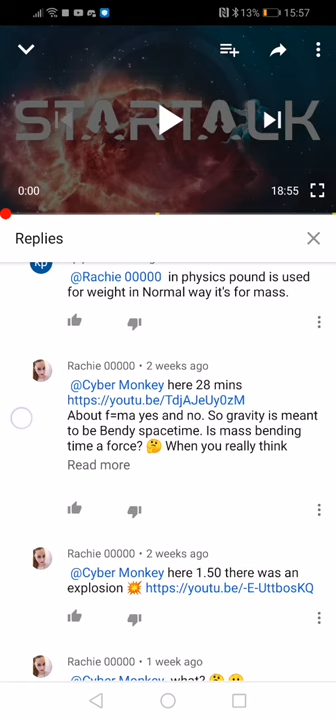 13% 15:57
STARTALK
0:00
18:55
Replies
kp
@Rachie 00000 in physics pound is used
for weight in Normal way it's for mass.
Rachie 00000 • 2 weeks ago
@Cyber Monkey here 28 mins
https://youtu.be/TdjAJeUy0zM
About f=ma yes and no. So gravity is meant
to be Bendy spacetime. Is mass bending
time a force? 🤔 When you really think
Read more
Rachie 00000 • 2 weeks ago
@Cyber Monkey here 1.50 there was an
explosion 💥 https://youtu.be/-E-UttbosKQ
Rachie 00000 • 1 week ago
@Cyber Monkey what? 🤔